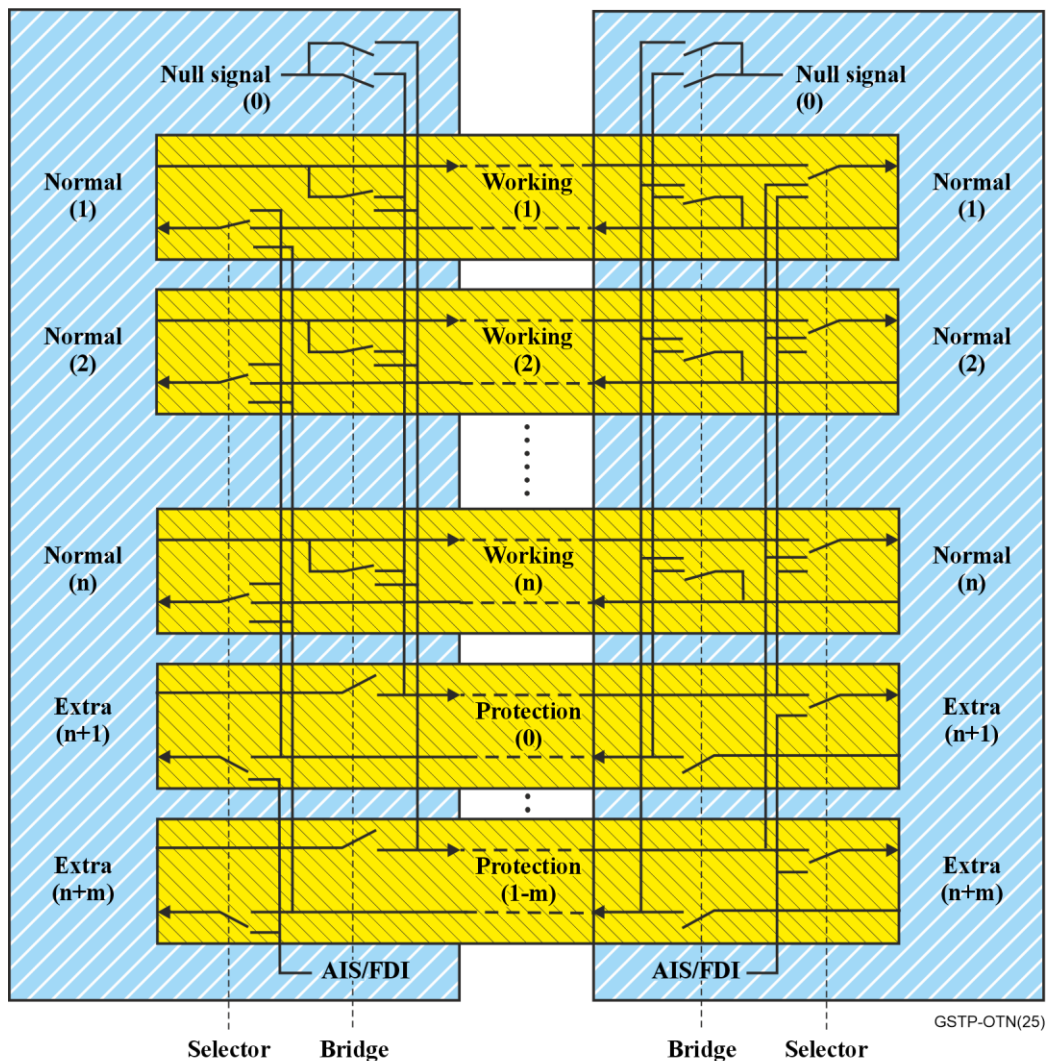 Null signal
(0)
Null signal
(0)
Normal
(1)
Working
(1)
Normal
(1)
Normal
(2)
Working
(2)
Normal
(2)
Normal
(n)
Working
(n)
Normal
(n)
Extra
(n+1)
Protection
(0)
Extra
(n+1)
Extra
(n+m)
Protection
(1-m)
Extra
(n+m)
AIS/FDI
AIS/FDI
GSTP-OTN(25)
Selector
Bridge
Bridge
Selector